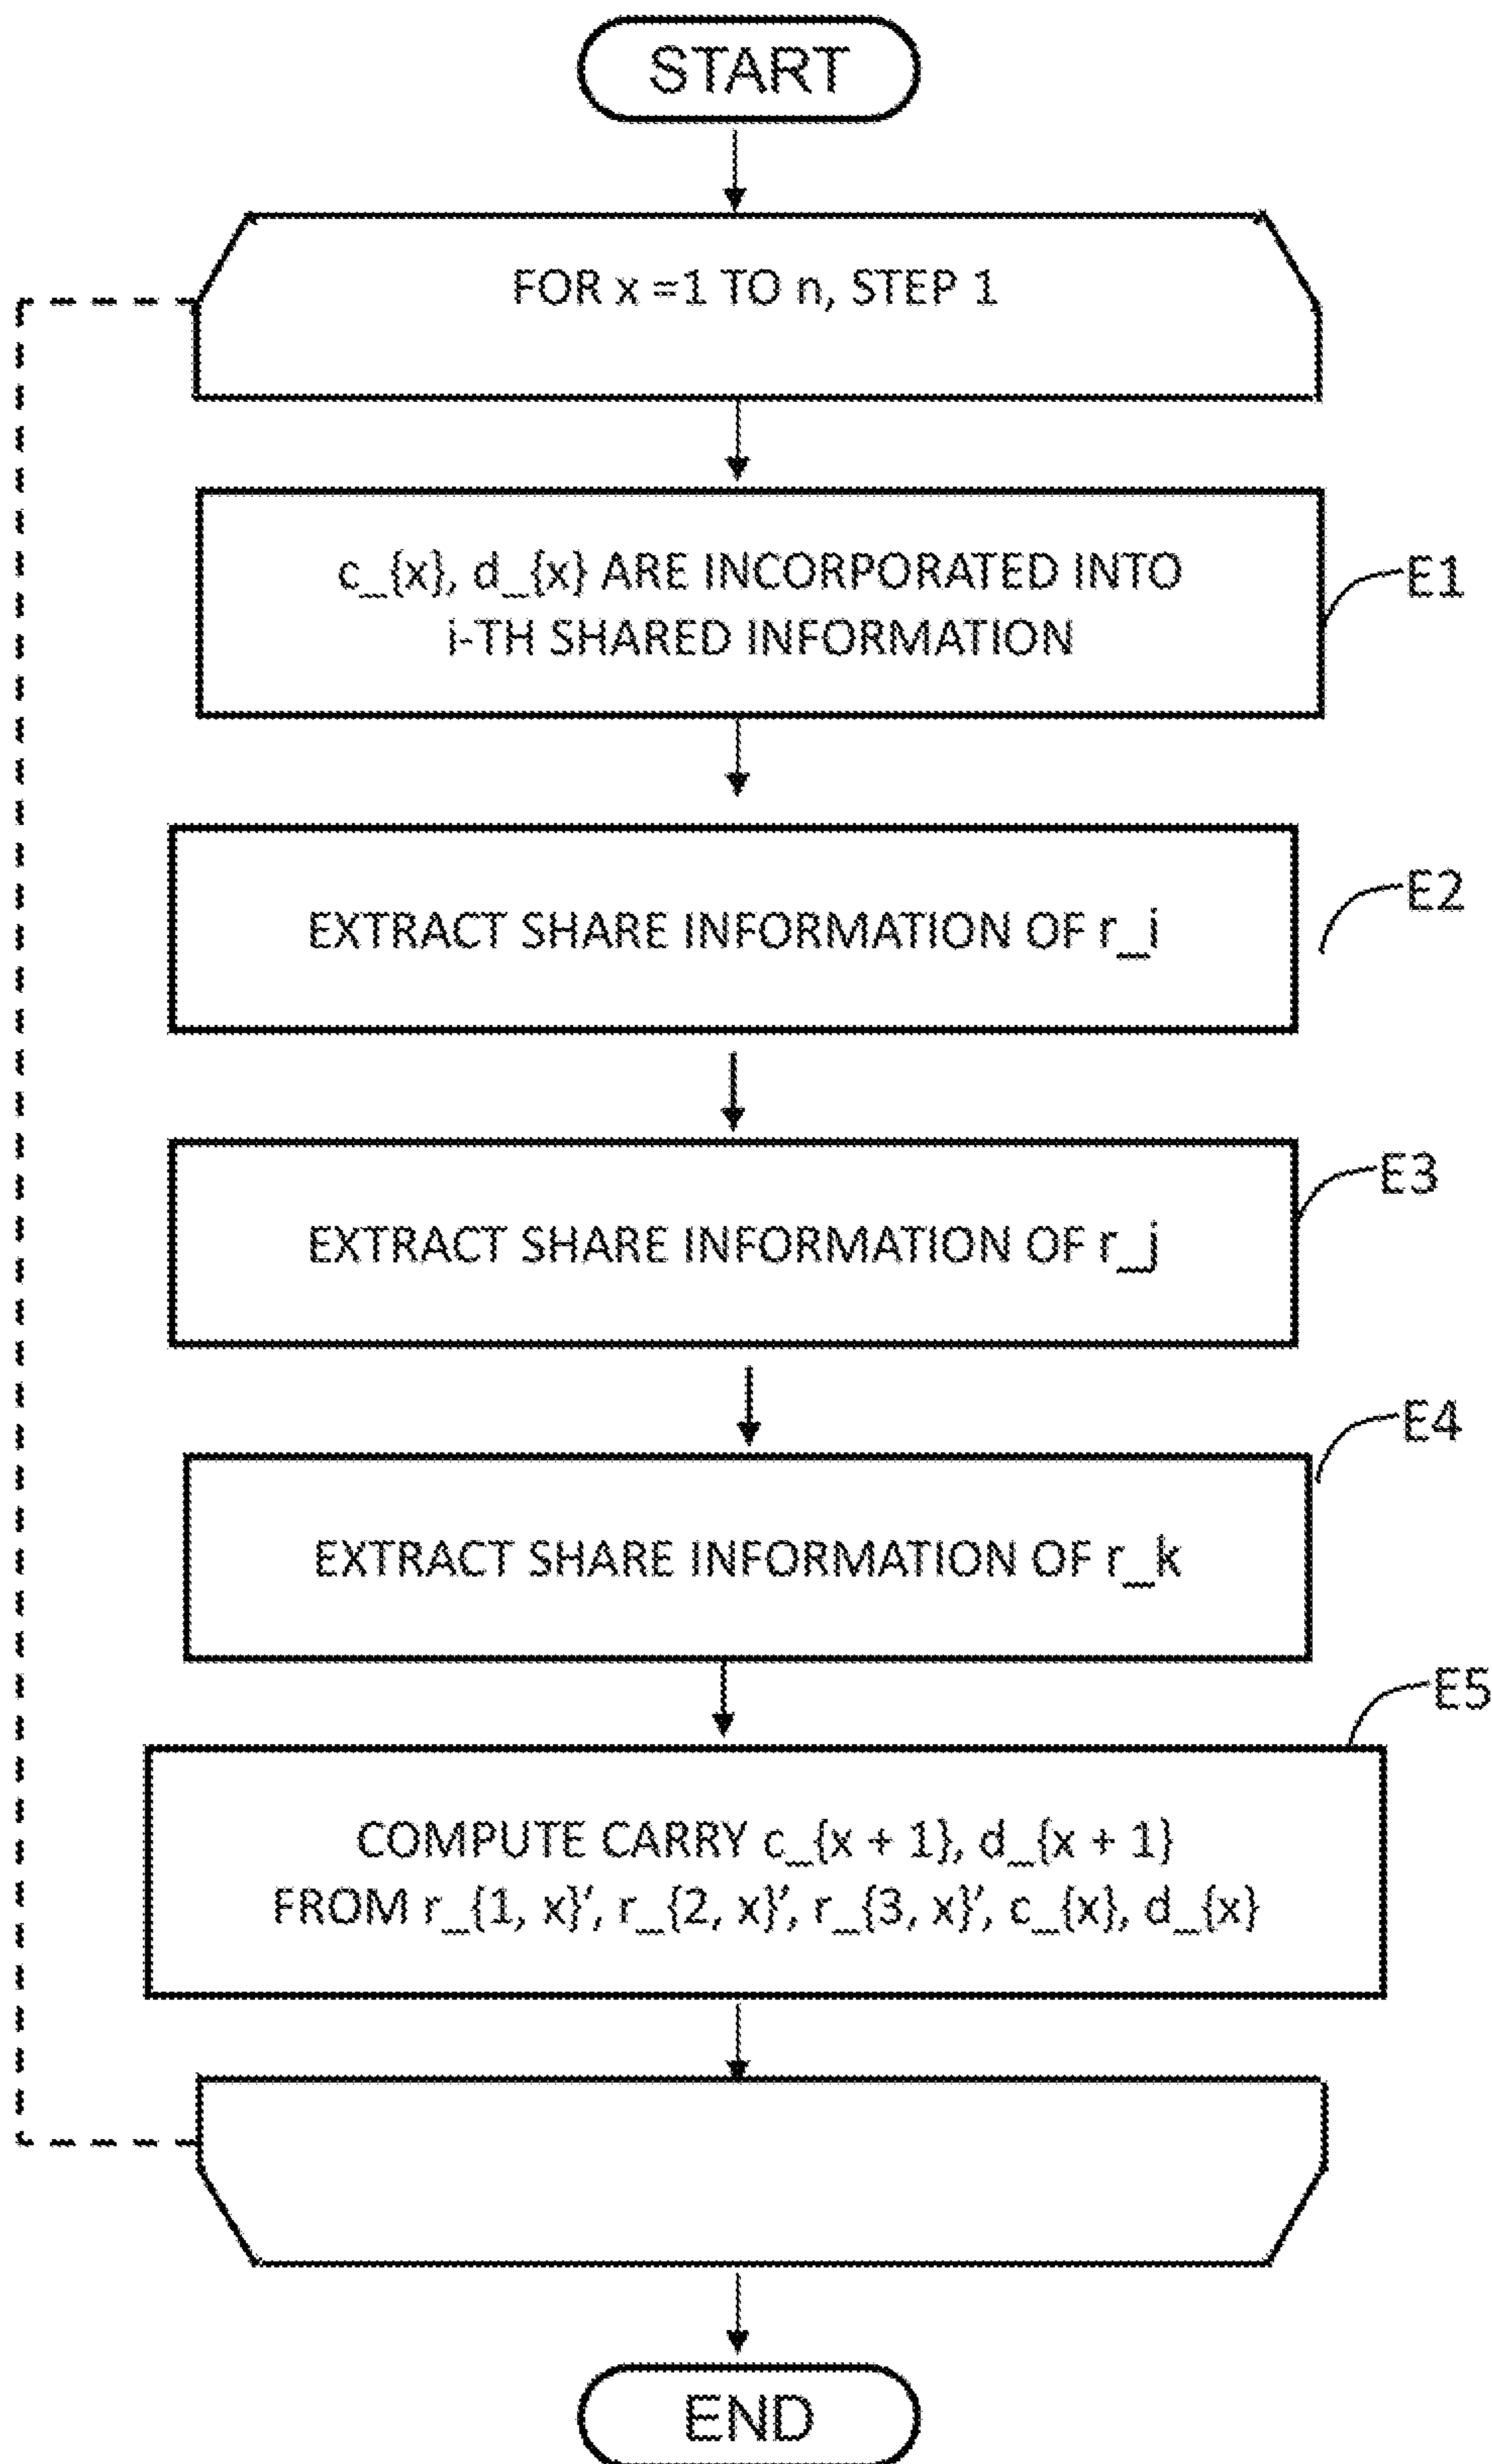 START
FOR x =1 TO n, STEP 1
c_{x}, d_{x} ARE INCORPORATED INTO
i-TH SHARED INFORMATION
E1
EXTRACT SHARE INFORMATION OF r_i
E2
EXTRACT SHARE INFORMATION OF r_j
E3
EXTRACT SHARE INFORMATION OF r_k
E4
COMPUTE CARRY c_{x + 1}, d_{x + 1}
FROM r_{1, x}′, r_{2, x}′, r_{3, x}′, c_{x}, d_{x}
E5
END